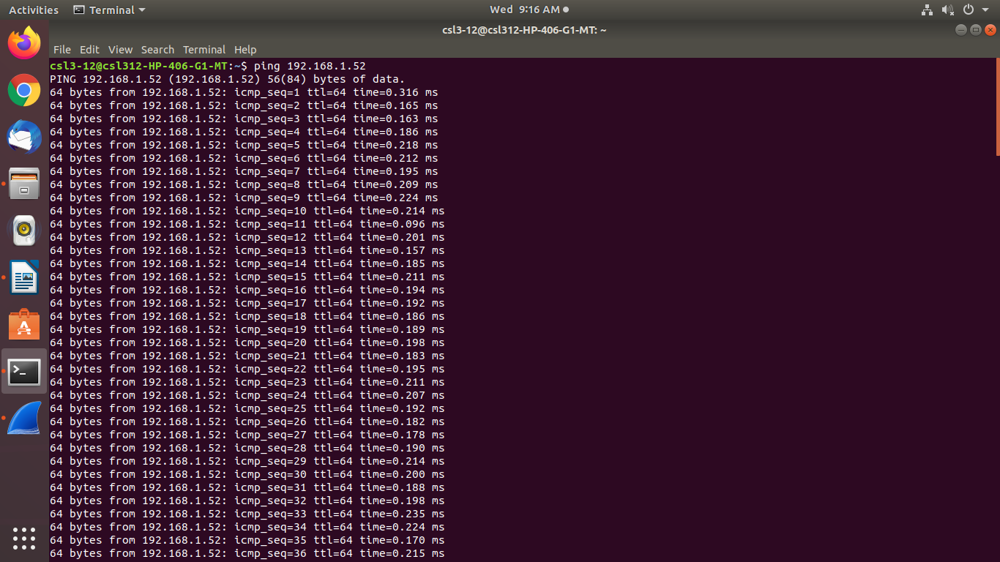 Activities Terminal Wed 9:16 AM
csl3-12@csl312-HP-406-G1-MT: ~
File Edit View Search Terminal Help
csl3-12@csl312-HP-406-G1-MT:~$ ping 192.168.1.52
PING 192.168.1.52 (192.168.1.52) 56(84) bytes of data.
64 bytes from 192.168.1.52: icmp_seq=1 ttl=64 time=0.316 ms
64 bytes from 192.168.1.52: icmp_seq=2 ttl=64 time=0.165 ms
64 bytes from 192.168.1.52: icmp_seq=3 ttl=64 time=0.163 ms
64 bytes from 192.168.1.52: icmp_seq=4 ttl=64 time=0.186 ms
64 bytes from 192.168.1.52: icmp_seq=5 ttl=64 time=0.218 ms
64 bytes from 192.168.1.52: icmp_seq=6 ttl=64 time=0.212 ms
64 bytes from 192.168.1.52: icmp_seq=7 ttl=64 time=0.195 ms
64 bytes from 192.168.1.52: icmp_seq=8 ttl=64 time=0.209 ms
64 bytes from 192.168.1.52: icmp_seq=9 ttl=64 time=0.224 ms
64 bytes from 192.168.1.52: icmp_seq=10 ttl=64 time=0.214 ms
64 bytes from 192.168.1.52: icmp_seq=11 ttl=64 time=0.096 ms
64 bytes from 192.168.1.52: icmp_seq=12 ttl=64 time=0.201 ms
64 bytes from 192.168.1.52: icmp_seq=13 ttl=64 time=0.157 ms
64 bytes from 192.168.1.52: icmp_seq=14 ttl=64 time=0.185 ms
64 bytes from 192.168.1.52: icmp_seq=15 ttl=64 time=0.211 ms
64 bytes from 192.168.1.52: icmp_seq=16 ttl=64 time=0.194 ms
64 bytes from 192.168.1.52: icmp_seq=17 ttl=64 time=0.192 ms
64 bytes from 192.168.1.52: icmp_seq=18 ttl=64 time=0.186 ms
64 bytes from 192.168.1.52: icmp_seq=19 ttl=64 time=0.189 ms
64 bytes from 192.168.1.52: icmp_seq=20 ttl=64 time=0.198 ms
64 bytes from 192.168.1.52: icmp_seq=21 ttl=64 time=0.183 ms
64 bytes from 192.168.1.52: icmp_seq=22 ttl=64 time=0.195 ms
64 bytes from 192.168.1.52: icmp_seq=23 ttl=64 time=0.211 ms
64 bytes from 192.168.1.52: icmp_seq=24 ttl=64 time=0.207 ms
64 bytes from 192.168.1.52: icmp_seq=25 ttl=64 time=0.192 ms
64 bytes from 192.168.1.52: icmp_seq=26 ttl=64 time=0.182 ms
64 bytes from 192.168.1.52: icmp_seq=27 ttl=64 time=0.178 ms
64 bytes from 192.168.1.52: icmp_seq=28 ttl=64 time=0.190 ms
64 bytes from 192.168.1.52: icmp_seq=29 ttl=64 time=0.214 ms
64 bytes from 192.168.1.52: icmp_seq=30 ttl=64 time=0.200 ms
64 bytes from 192.168.1.52: icmp_seq=31 ttl=64 time=0.188 ms
64 bytes from 192.168.1.52: icmp_seq=32 ttl=64 time=0.198 ms
64 bytes from 192.168.1.52: icmp_seq=33 ttl=64 time=0.235 ms
64 bytes from 192.168.1.52: icmp_seq=34 ttl=64 time=0.224 ms
64 bytes from 192.168.1.52: icmp_seq=35 ttl=64 time=0.170 ms
64 bytes from 192.168.1.52: icmp_seq=36 ttl=64 time=0.215 ms